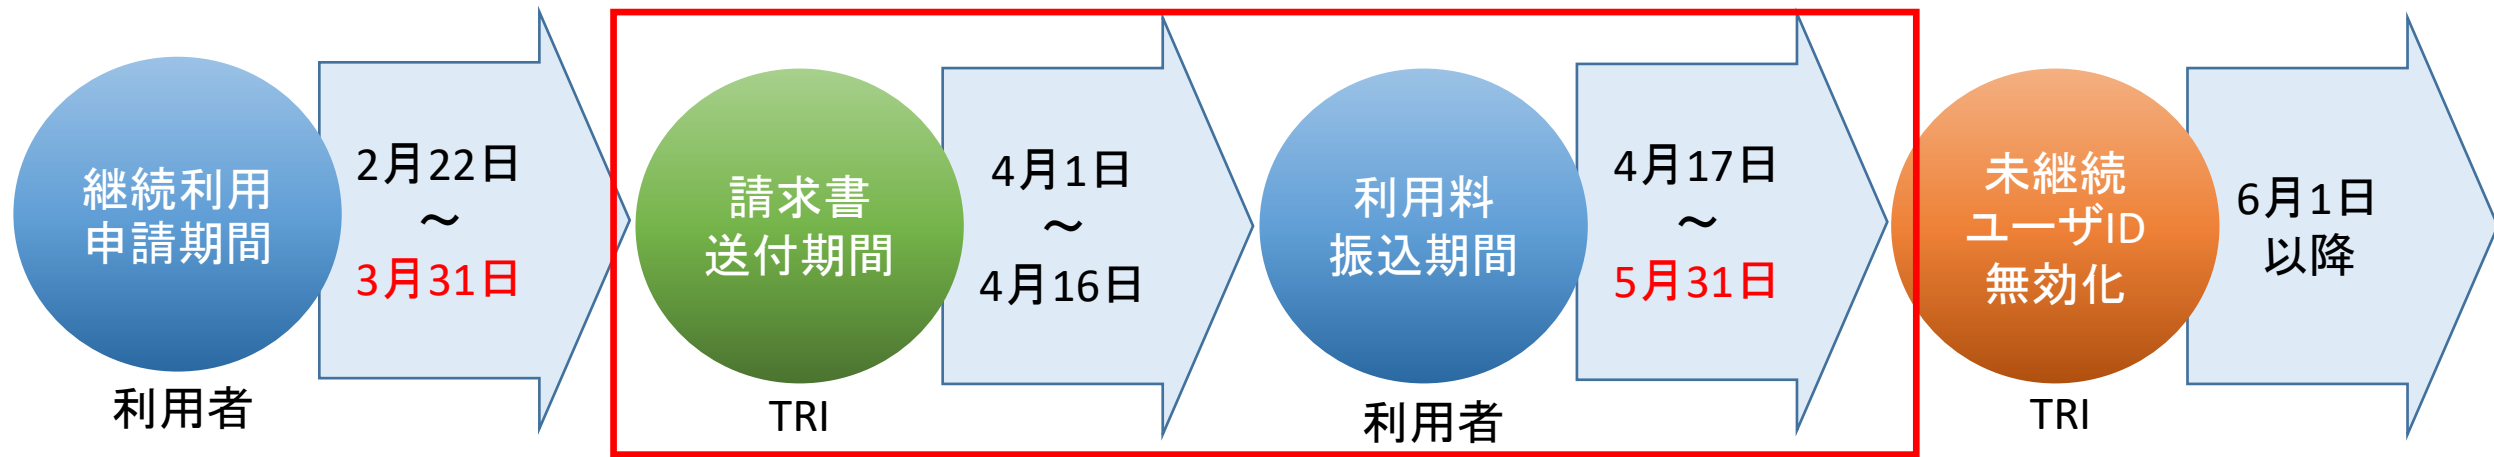 継続利用
申請期間
利用者
2月22日
～
3月31日
請求書
送付期間
TRI
4月1日
～
4月16日
利用料
振込期間
利用者
4月17日
～
5月31日
未継続
ユーザID
無効化
TRI
6月1日
以降